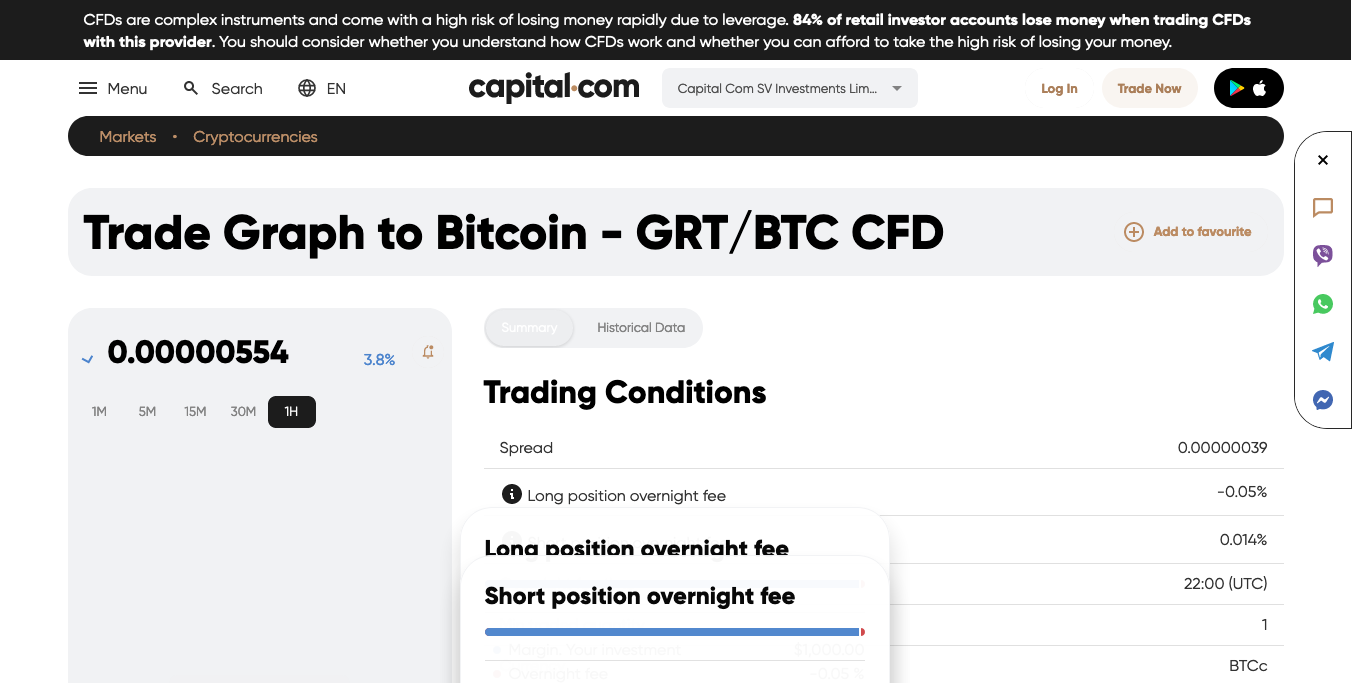 CFDs are complex instruments and come with a high risk of losing money rapidly due to leverage. 84% of retail investor accounts lose money when trading CFDs
with this provider. You should consider whether you understand how CFDs work and whether you can afford to take the high risk of losing your money.
Menu
Search
EN
capital.com
Capital Com SV Investments Lim...
Log In
Trade Now
Markets • Cryptocurrencies
Trade Graph to Bitcoin - GRT/BTC CFD
Add to favourite
0.00000554
3.8%
1M 5M 15M 30M 1H
Summary
Historical Data
Trading Conditions
Spread 0.00000039
Long position overnight fee -0.05%
0.014%
22:00 (UTC)
1
BTCc
Long position overnight fee
Short position overnight fee
Margin. Your investment $1,000.00
Overnight fee -0.05 %